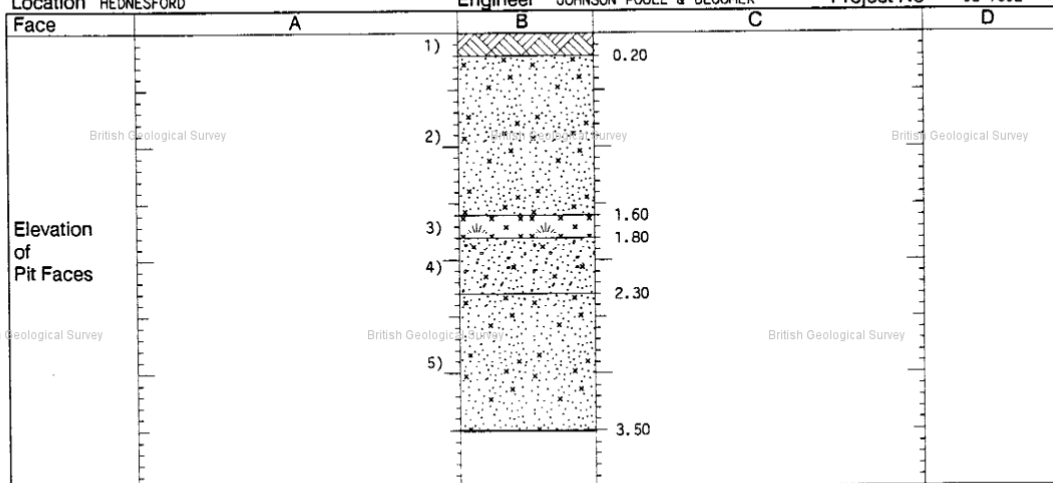 Location HEDNESFORD Engineer JOHNSON POOLE & BLOOMER Project No
Face A B C D
1)
0.20
British Geological Survey British Geological Survey British Geological Survey
2)
1.60
3)
1.80
Elevation
of
Pit Faces
4)
2.30
Geological Survey British Geological Survey British Geological Survey
5)
3.50